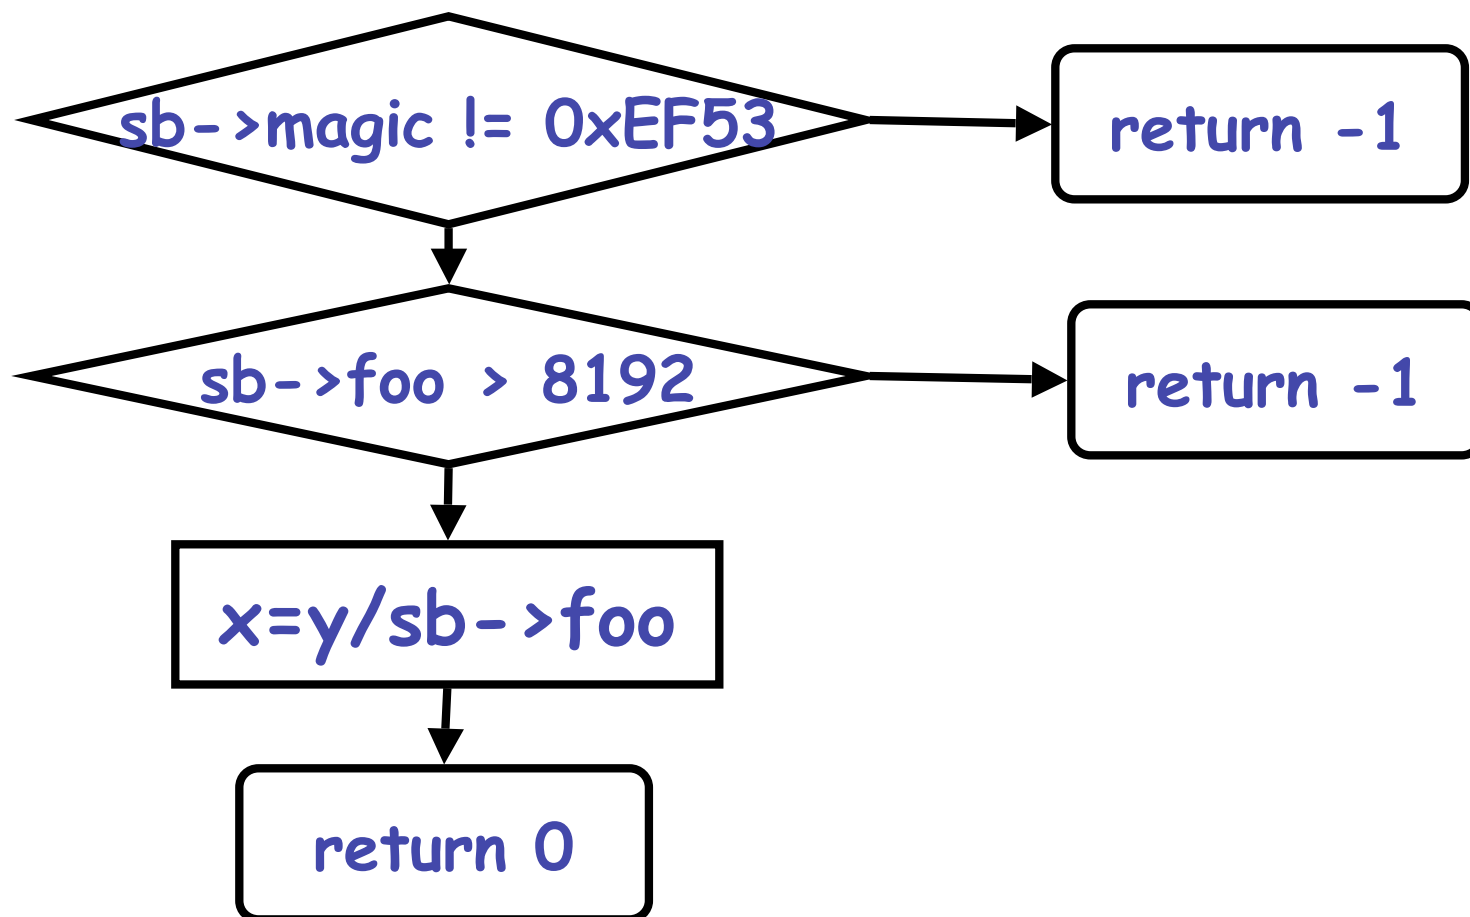 sb->magic != 0xEF53
return -1
sb->foo > 8192
return -1
x=y/sb->foo
return 0